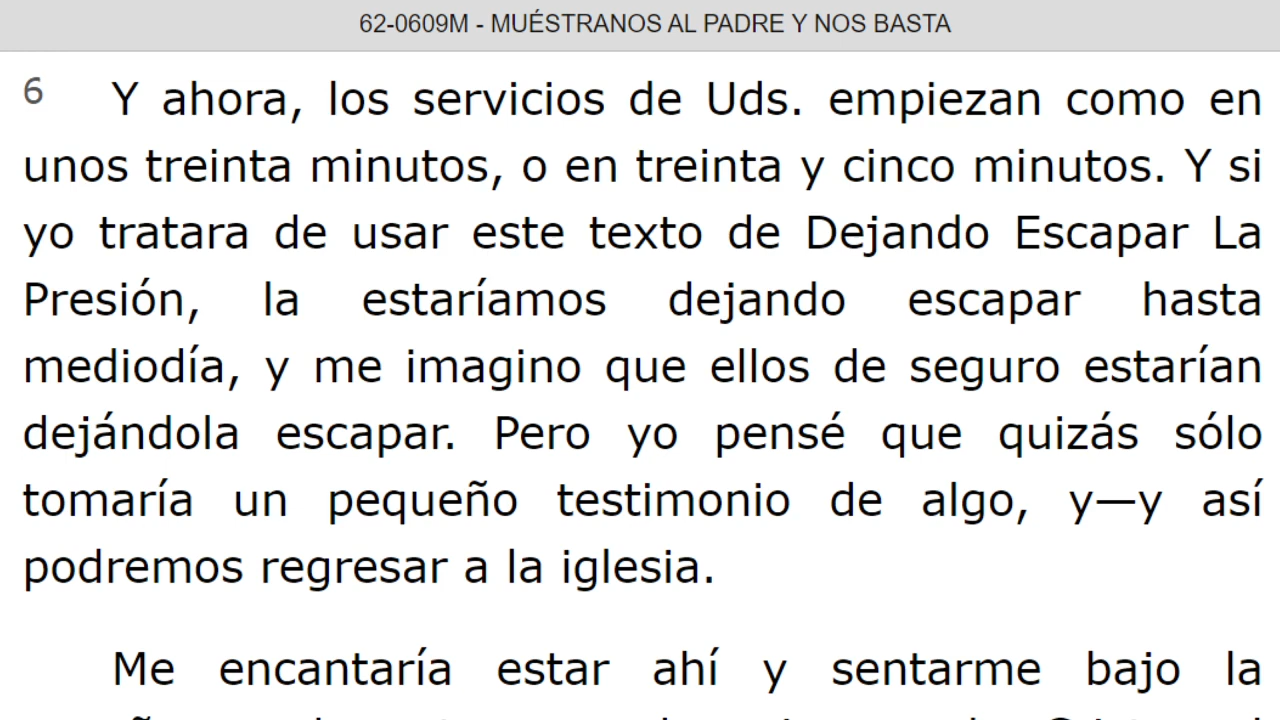 62-0609M - MUÉSTRANOS AL PADRE Y NOS BASTA
6 Y ahora, los servicios de Uds. empiezan como en
unos treinta minutos, o en treinta y cinco minutos. Y si
yo tratara de usar este texto de Dejando Escapar La
Presión, la estaríamos dejando escapar hasta
mediodía, y me imagino que ellos de seguro estarían
dejándola escapar. Pero yo pensé que quizás sólo
tomaría un pequeño testimonio de algo, y—y así
podremos regresar a la iglesia.
Me encantaría estar ahí y sentarme bajo la